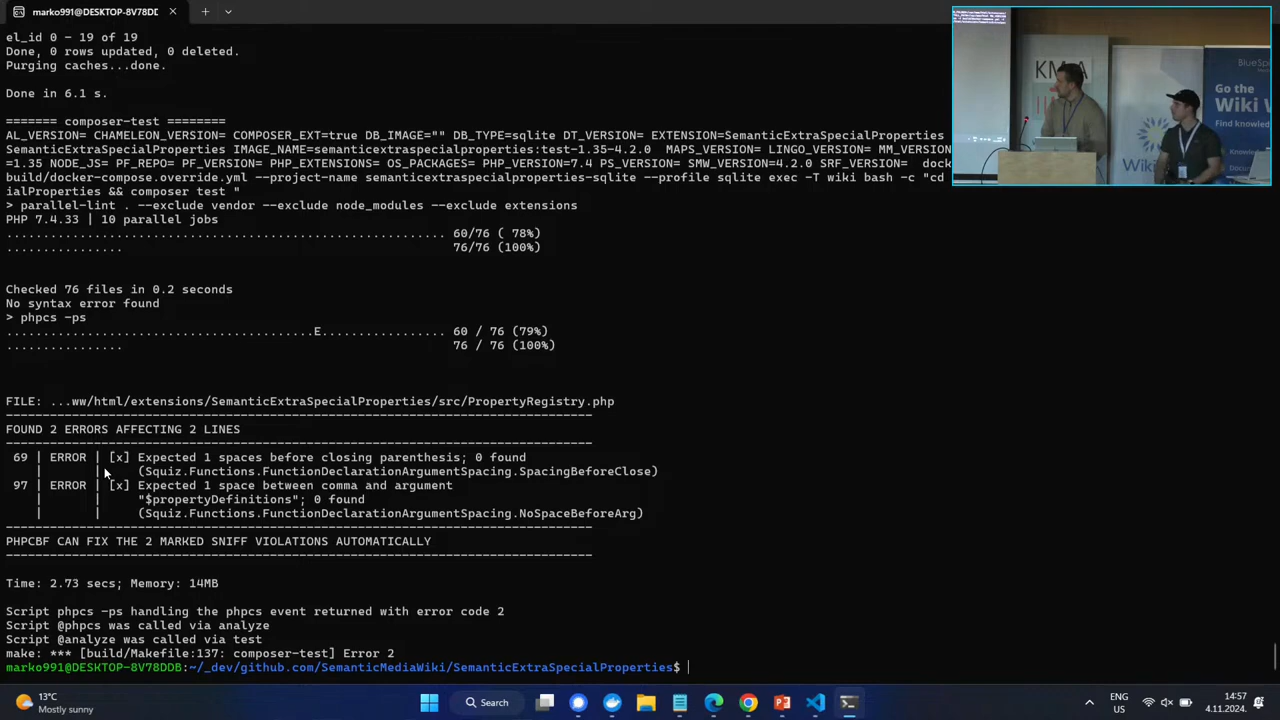 marko991@DESKTOP-8V78DD
el_id 0 - 19 of 19
Done, 0 rows updated, 0 deleted.
Purging caches...done.
Done in 6.1 s.
======= composer-test ========
AL_VERSION= CHAMELEON_VERSION= COMPOSER_EXT=true DB_IMAGE="" DB_TYPE=sqlite DT_VERSION= EXTENSION=SemanticExtraSpecialProperties
SemanticExtraSpecialProperties IMAGE_NAME=semanticextraspecialproperties:test-1.35-4.2.0  MAPS_VERSION= LINGO_VERSION= MM_VERSION
=1.35 NODE_JS= PF_REPO= PF_VERSION= PHP_EXTENSIONS= OS_PACKAGES= PHP_VERSION=7.4 PS_VERSION= SMW_VERSION=4.2.0 SRF_VERSION=  dock
build/docker-compose.override.yml --project-name semanticextraspecialproperties-sqlite --profile sqlite exec -T wiki bash -c "cd
ialProperties && composer test "
> parallel-lint . --exclude vendor --exclude node_modules --exclude extensions
PHP 7.4.33 | 10 parallel jobs
............................................................ 60/76 ( 78%)
................ 76/76 (100%)
Checked 76 files in 0.2 seconds
No syntax error found
> phpcs -ps
..........................................E................. 60 / 76 (79%)
................ 76 / 76 (100%)
FILE: ...ww/html/extensions/SemanticExtraSpecialProperties/src/PropertyRegistry.php
--------------------------------------------------------------------------------
FOUND 2 ERRORS AFFECTING 2 LINES
--------------------------------------------------------------------------------
69 | ERROR | [x] Expected 1 spaces before closing parenthesis; 0 found
| | (Squiz.Functions.FunctionDeclarationArgumentSpacing.SpacingBeforeClose)
97 | ERROR | [x] Expected 1 space between comma and argument
| | "$propertyDefinitions"; 0 found
| | (Squiz.Functions.FunctionDeclarationArgumentSpacing.NoSpaceBeforeArg)
--------------------------------------------------------------------------------
PHPCBF CAN FIX THE 2 MARKED SNIFF VIOLATIONS AUTOMATICALLY
--------------------------------------------------------------------------------
Time: 2.73 secs; Memory: 14MB
Script phpcs -ps handling the phpcs event returned with error code 2
Script @phpcs was called via analyze
Script @analyze was called via test
make: *** [build/Makefile:137: composer-test] Error 2
marko991@DESKTOP-8V78DDB:~/_dev/github.com/SemanticMediaWiki/SemanticExtraSpecialProperties$
BlueSpi
Go the
Wiki W
Find knowled
13°C
Mostly sunny
Search
ENG
US
14:57
4.11.2024.